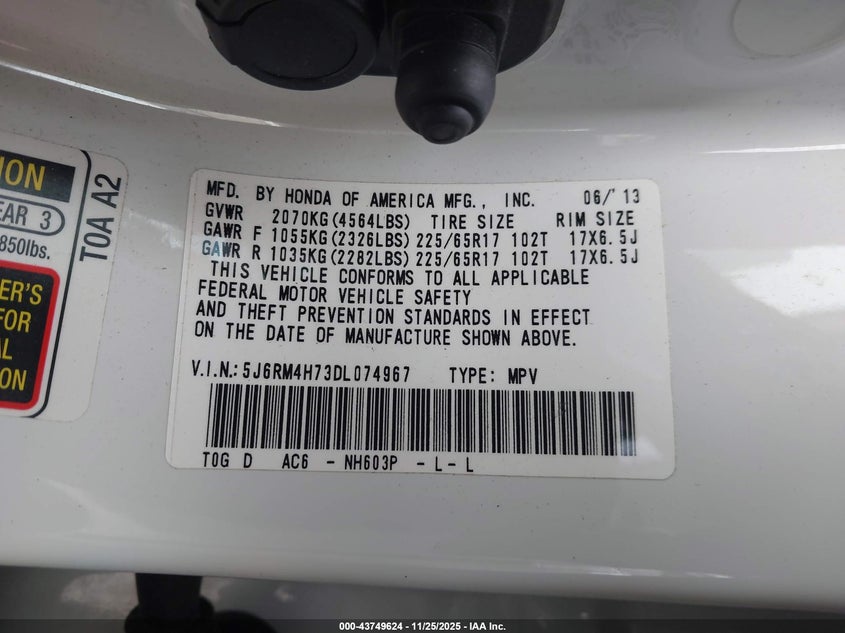 ION
EAR 3
850lbs.
ER'S
FOR
AL
ON
T0A A2
MFD. BY HONDA OF AMERICA MFG., INC. 06/'13
GVWR 2070KG(4564LBS) TIRE SIZE RIM SIZE
GAWR F 1055KG(2326LBS) 225/65R17 102T 17X6.5J
GAWR R 1035KG(2282LBS) 225/65R17 102T 17X6.5J
THIS VEHICLE CONFORMS TO ALL APPLICABLE
FEDERAL MOTOR VEHICLE SAFETY
AND THEFT PREVENTION STANDARDS IN EFFECT
ON THE DATE OF MANUFACTURE SHOWN ABOVE.
V.I.N.: 5J6RM4H73DL074967 TYPE: MPV
T0G D AC6 - NH603P - L - L
000-43749624 - 11/25/2025 - IAA Inc.